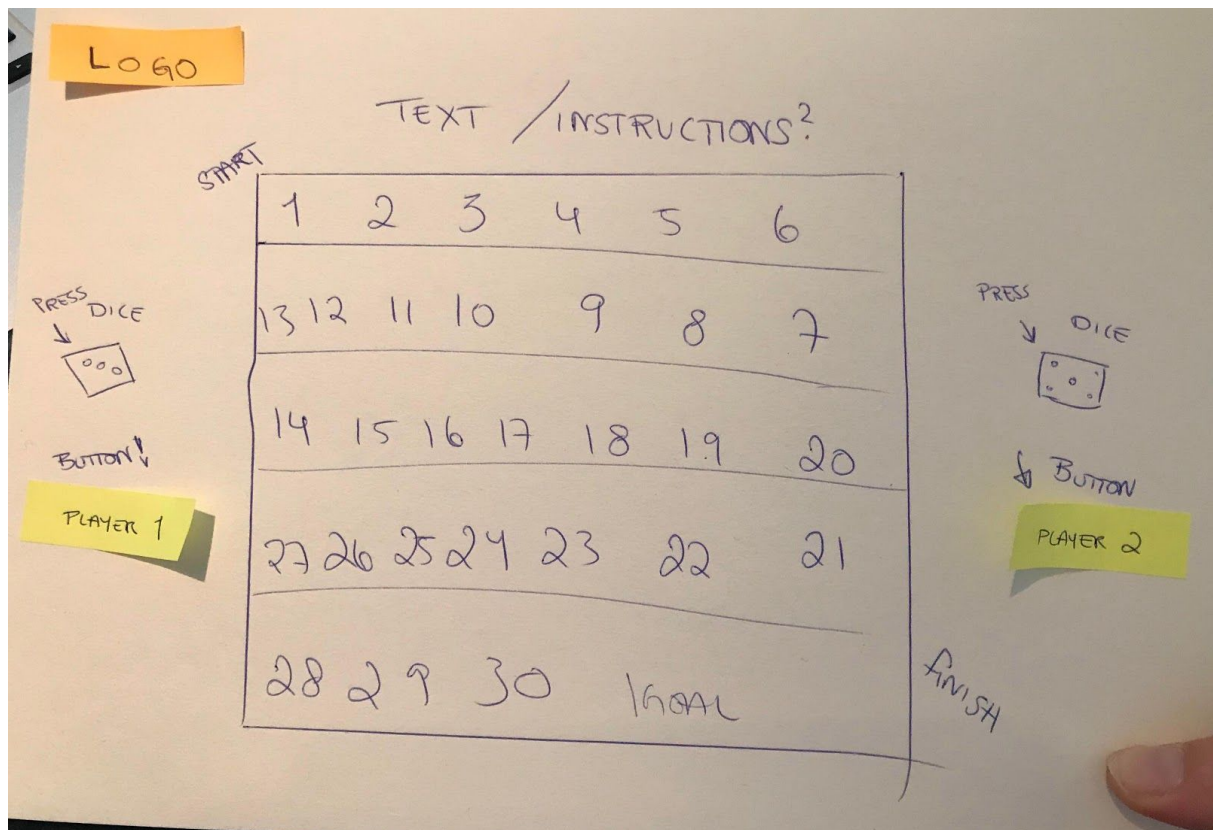 LOGO
TEXT / INSTRUCTIONS?
START
1 2 3 4 5 6
13 12 11 10 9 8 7
14 15 16 17 18 19 20
27 26 25 24 23 22 21
28 29 30 GOAL
FINISH
PRESS
DICE
BUTTON!
PLAYER 1
PRESS
DICE
BUTTON
PLAYER 2